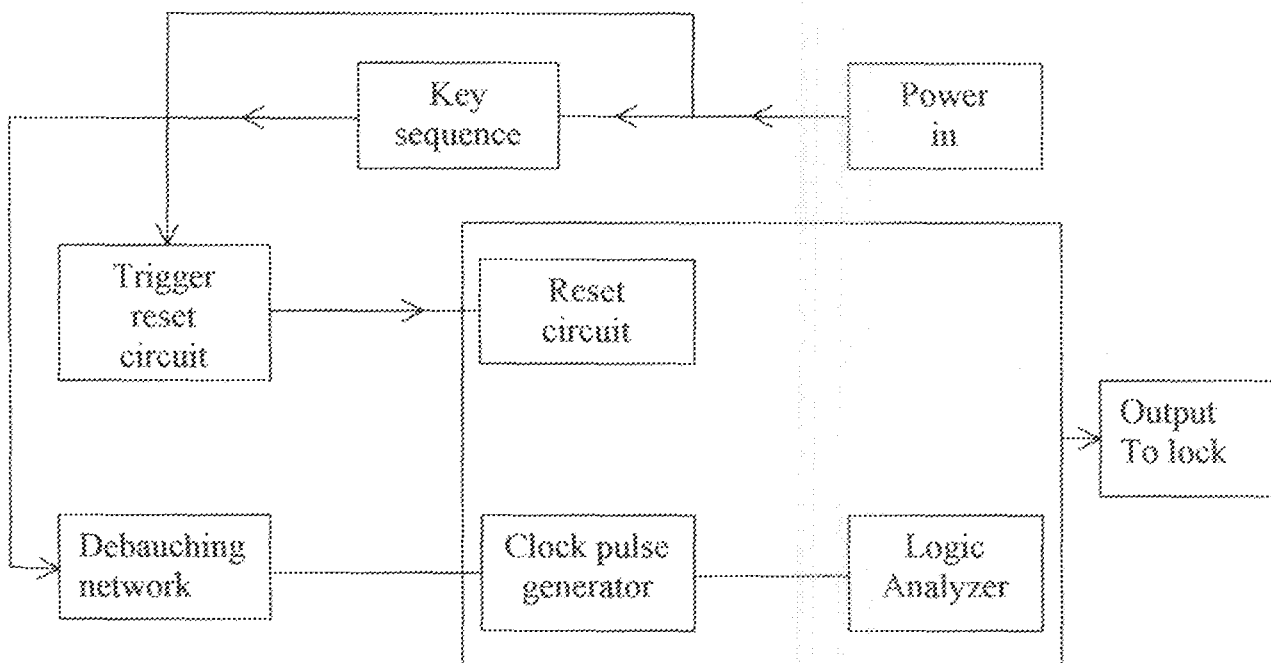 Key
sequence
Power
in
Trigger
reset
circuit
Reset
circuit
Output
To lock
Debauching
network
Clock pulse
generator
Logic
Analyzer